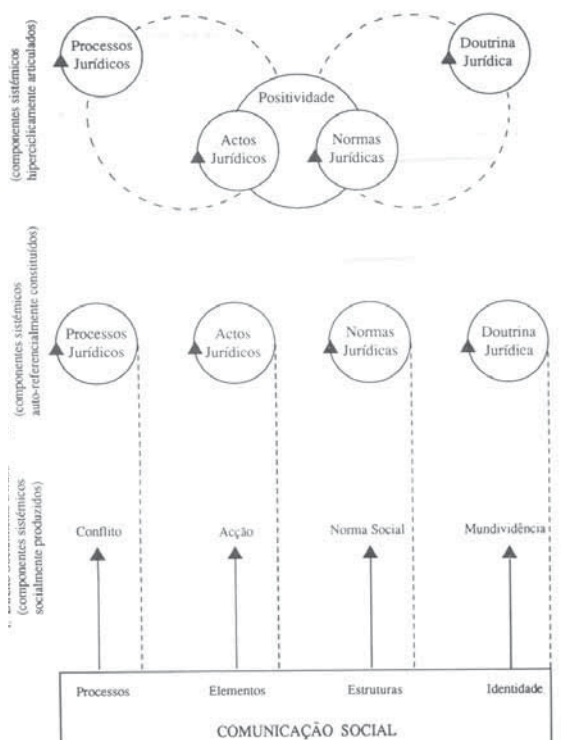 (componentes sistémicos
hiperciclicamente articulados)
Processos
Jurídicos
Doutrina
Jurídica
Positividade
Actos
Jurídicos
Normas
Jurídicas
(componentes sistémicos
auto-referencialmente constituídos)
Processos
Jurídicos
Actos
Jurídicos
Normas
Jurídicas
Doutrina
Jurídica
(componentes sistémicos
socialmente produzidos)
Conflito
Acção
Norma Social
Mundividência
Processos
Elementos
Estruturas
Identidade
COMUNICAÇÃO SOCIAL